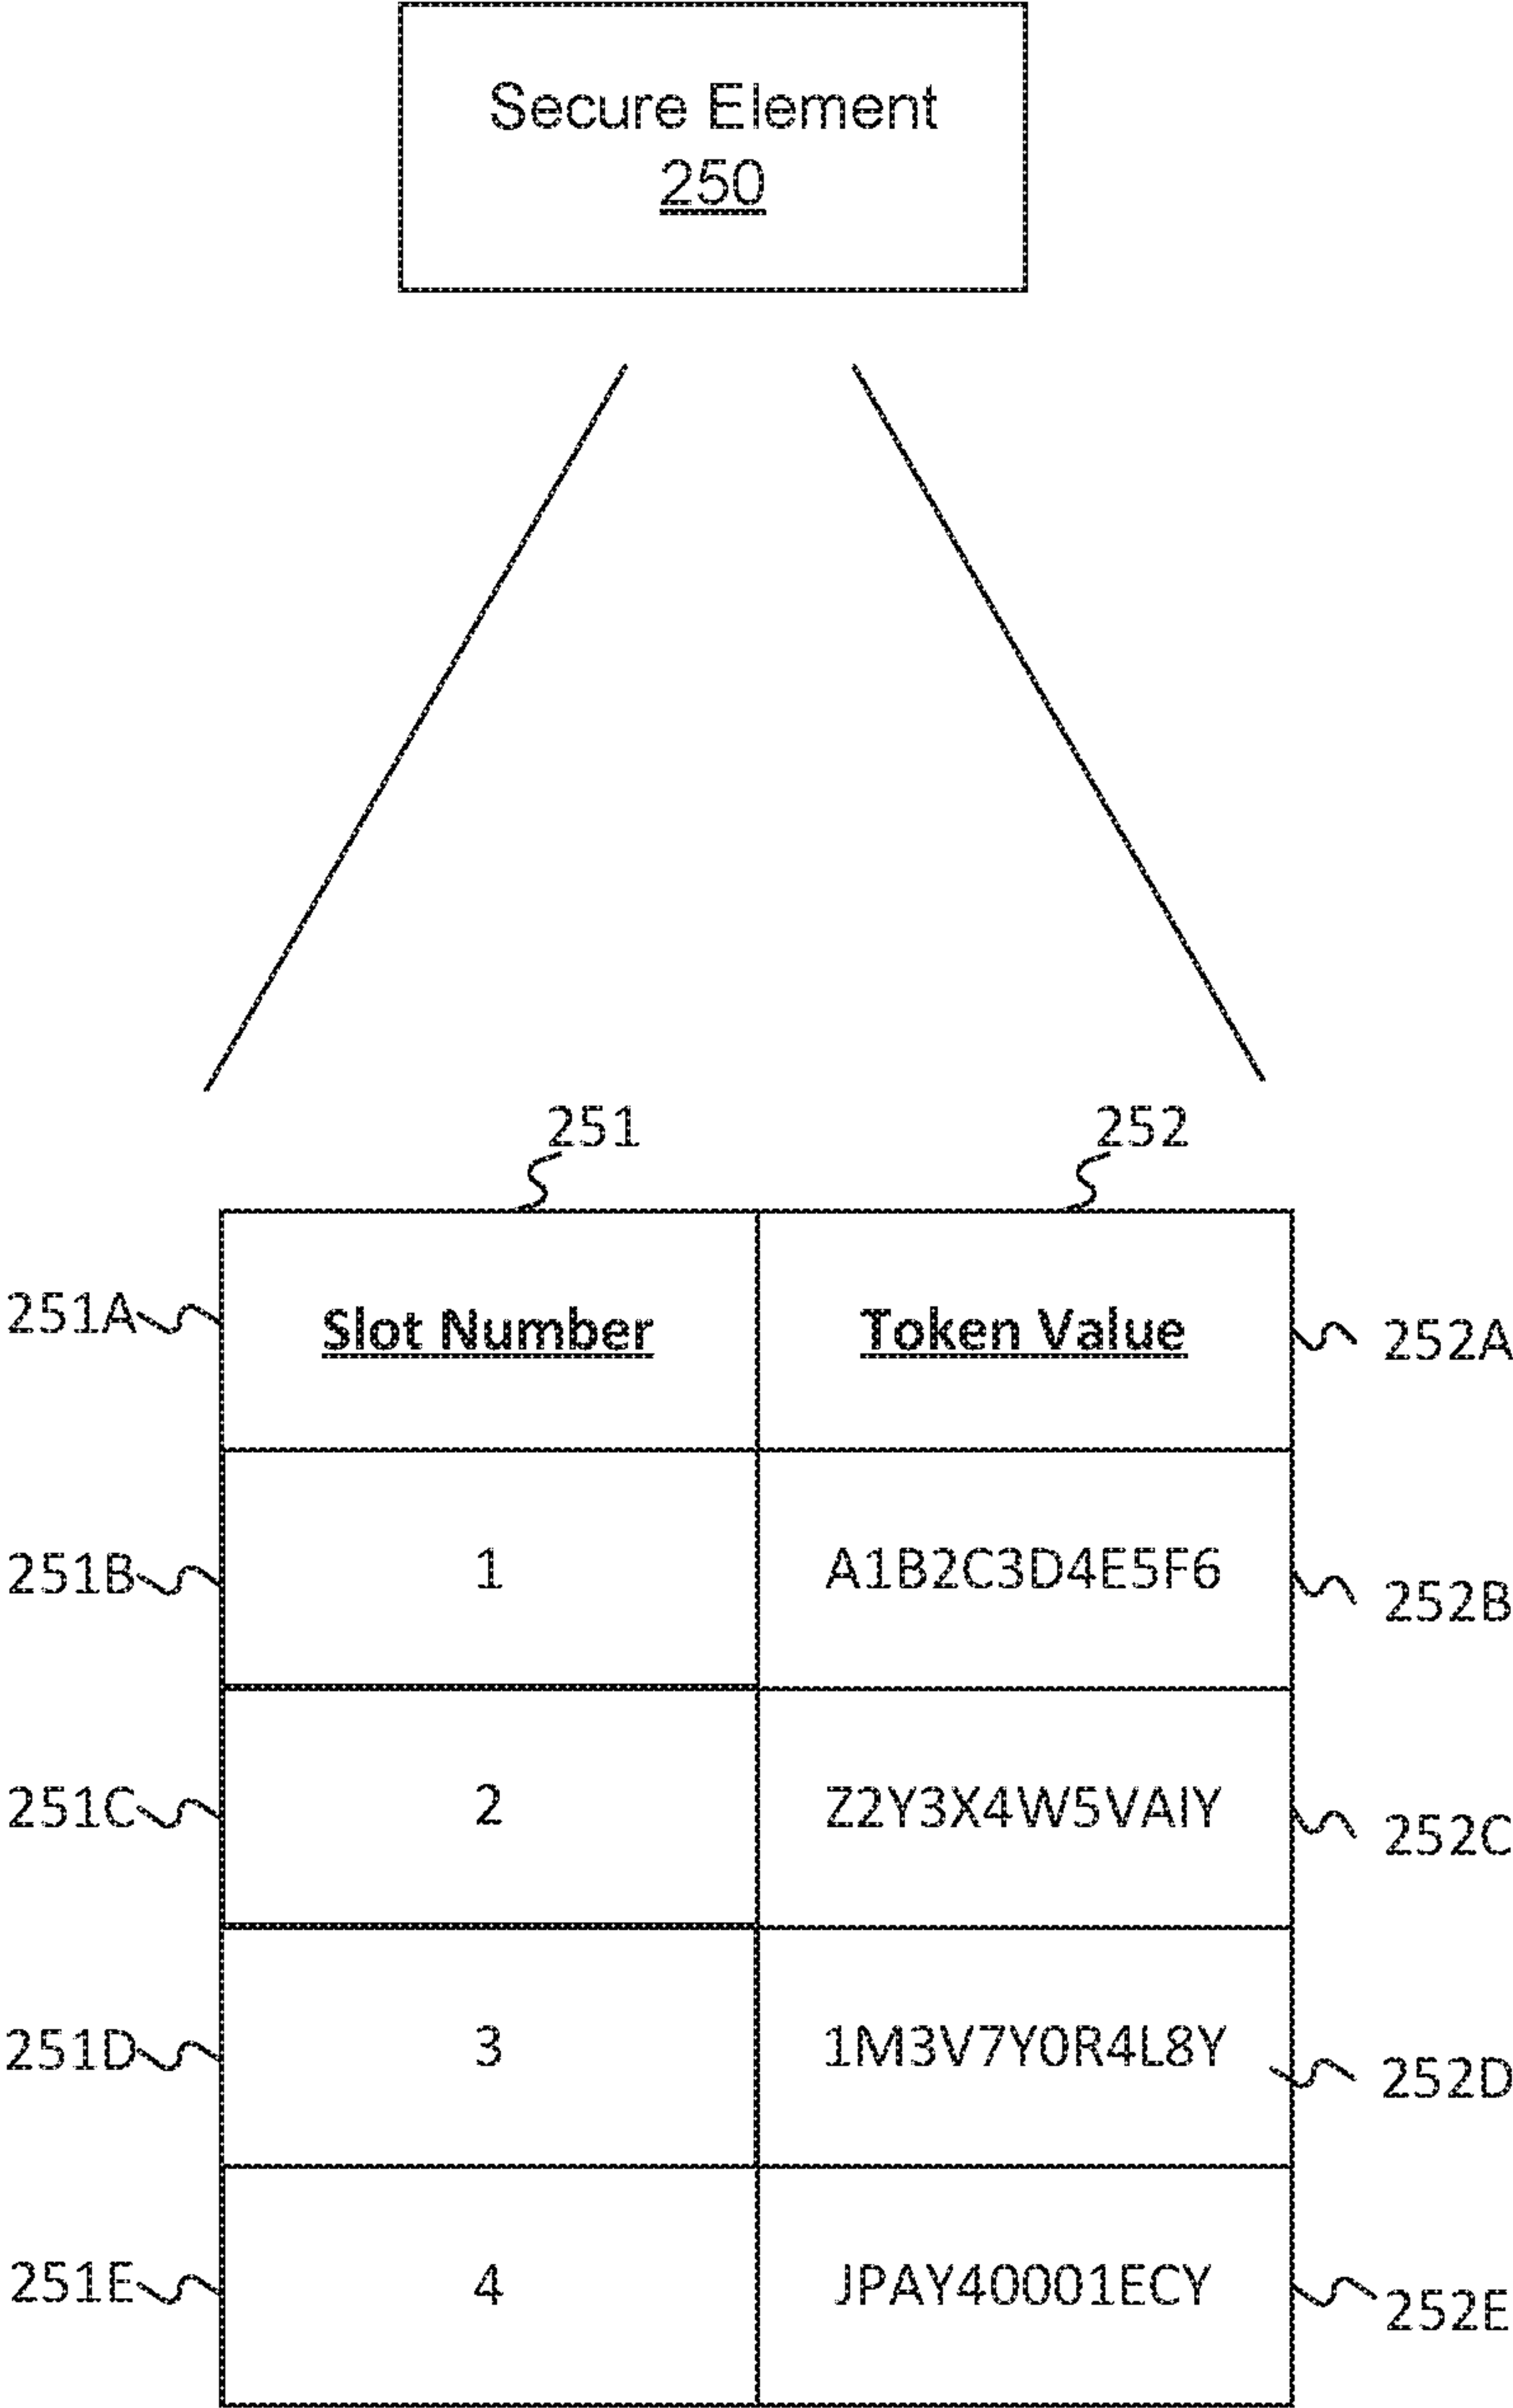 Secure Element
250
251 252
251A Slot Number Token Value 252A
251B 1 A1B2C3D4E5F6 252B
251C 2 Z2Y3X4W5VAIY 252C
251D 3 1M3V7Y0R4L8Y 252D
251E 4 JPAY40001ECY 252E